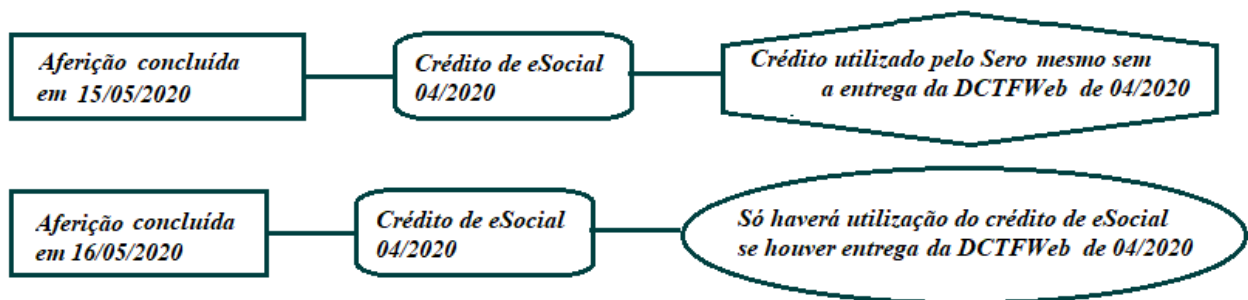 Aferição concluída
em 15/05/2020
Crédito de eSocial
04/2020
Crédito utilizado pelo Sero mesmo sem
a entrega da DCTFWeb de 04/2020
Aferição concluída
em 16/05/2020
Crédito de eSocial
04/2020
Só haverá utilização do crédito de eSocial
se houver entrega da DCTFWeb de 04/2020